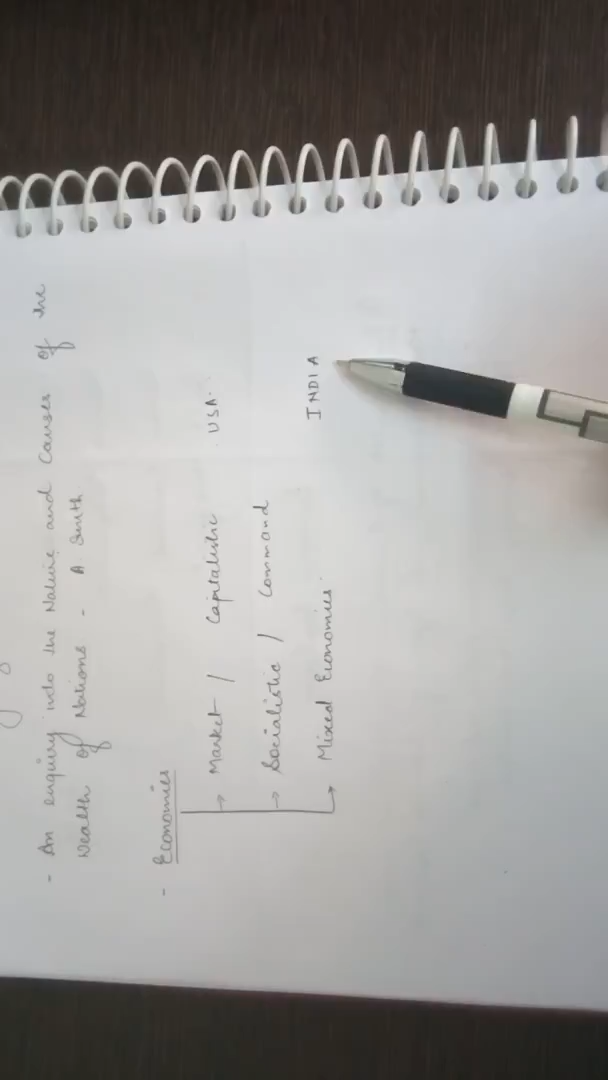 - An enquiry into the Nature and Causes of the
Wealth of Nations - A. Smith.
- Economies
→ Market / Capitalistic USA.
→ Socialistic / Command
→ Mixed Economies. INDIA